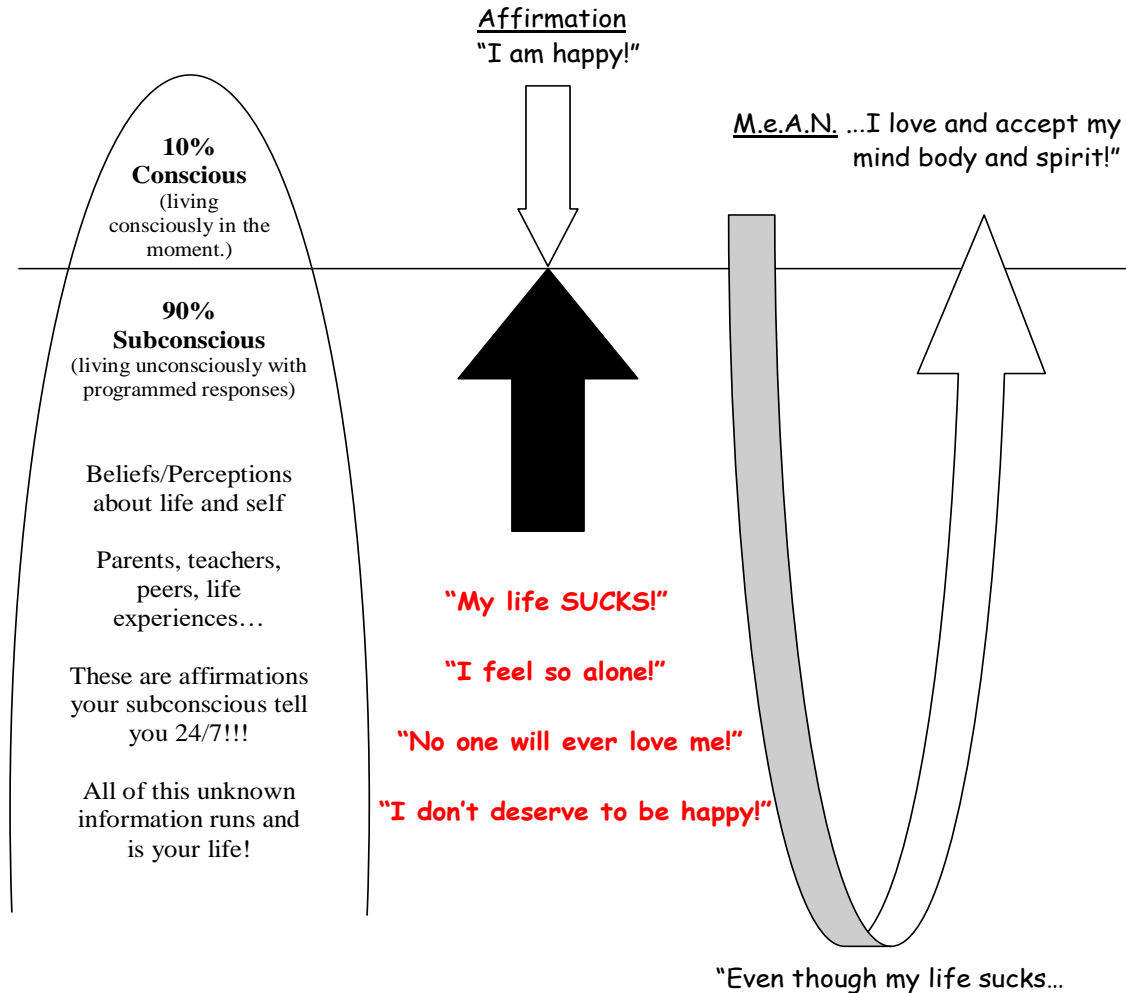 Affirmation
“I am happy!”
M.e.A.N. ...I love and accept my
mind body and spirit!”
10%
Conscious
(living
consciously in the
moment.)
90%
Subconscious
(living unconsciously with
programmed responses)
Beliefs/Perceptions
about life and self
Parents, teachers,
peers, life
experiences…
These are affirmations
your subconscious tell
you 24/7!!!
All of this unknown
information runs and
is your life!
“My life SUCKS!”
“I feel so alone!”
“No one will ever love me!”
“I don’t deserve to be happy!”
“Even though my life sucks…